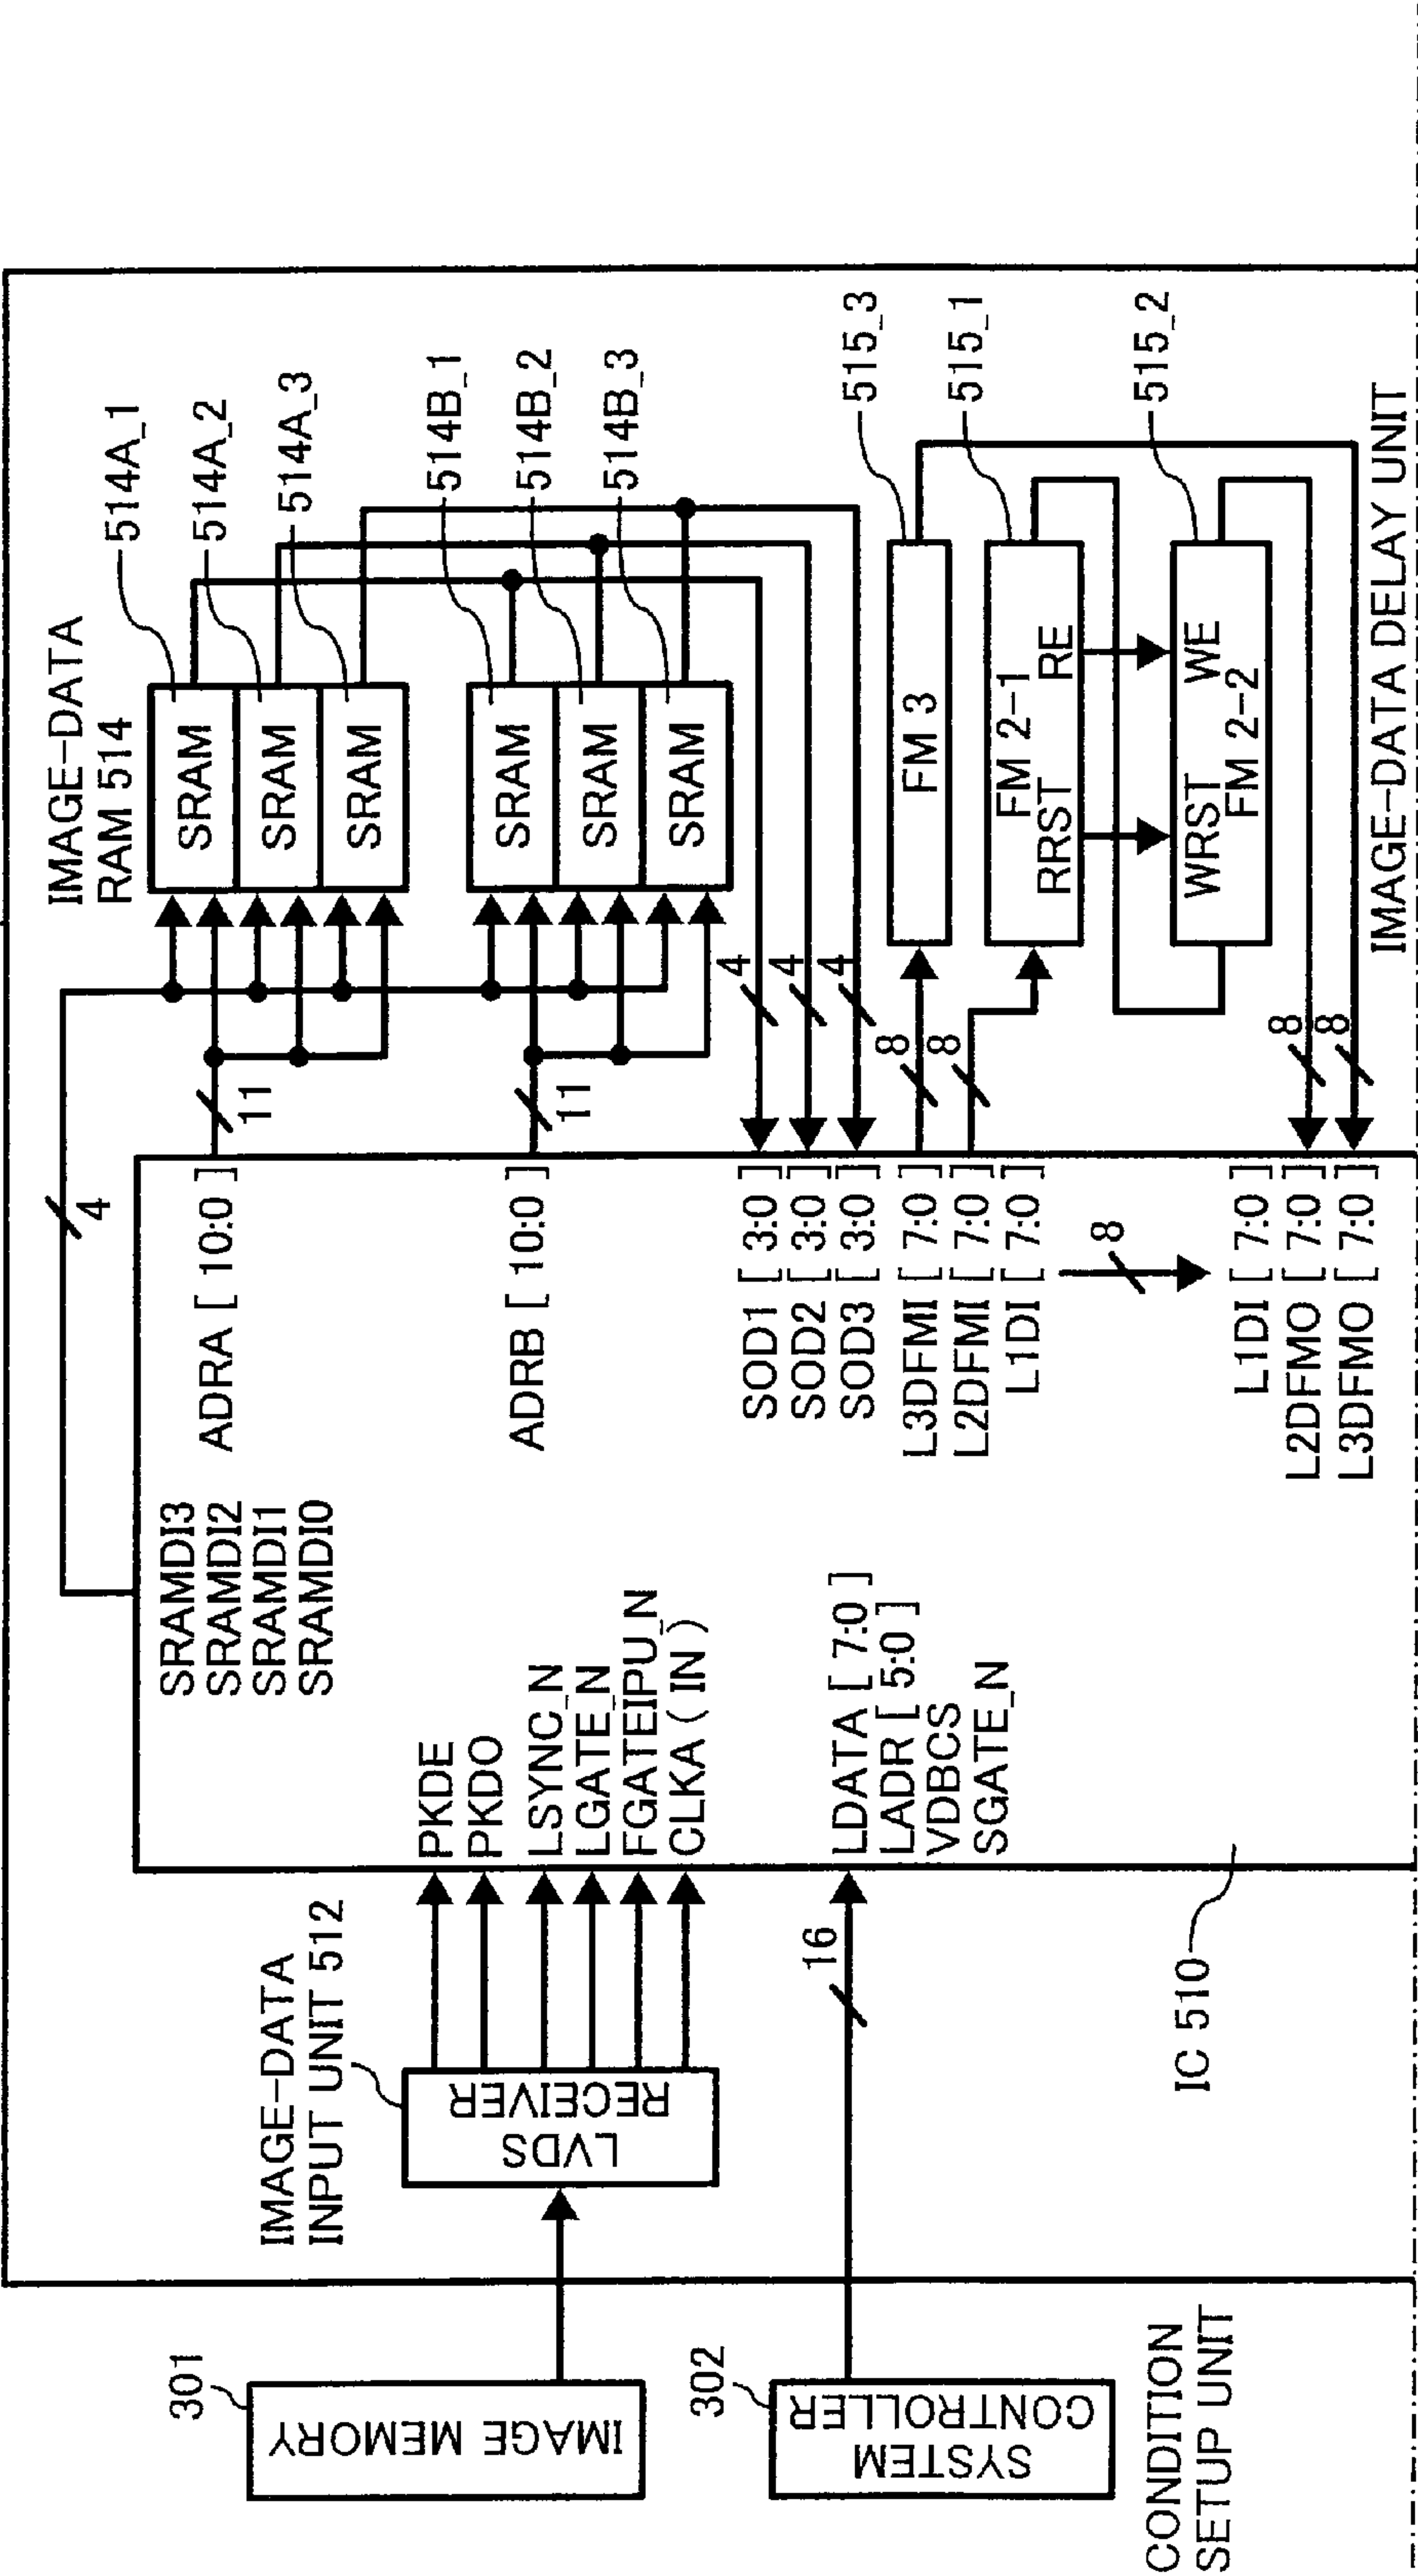 301
IMAGE MEMORY
302
SYSTEM
CONTROLLER
CONDITION
SETUP UNIT
IMAGE-DATA
INPUT UNIT 512
LVDS
RECEIVER
16
IC 510
PKDE
PKDO
LSYNC_N
LGATE_N
FGATEIPU_N
CLKA ( IN )
LDATA [ 7:0 ]
LADR [ 5:0 ]
VDBCS
SGATE_N
SRAMDI3
SRAMDI2
SRAMDI1
SRAMDI0
ADRA [ 10:0 ]
ADRB [ 10:0 ]
SOD1 [ 3:0 ]
SOD2 [ 3:0 ]
SOD3 [ 3:0 ]
L3DFMI [ 7:0 ]
L2DFMI [ 7:0 ]
L1DI [ 7:0 ]
8
L1DI [ 7:0 ]
L2DFMO [ 7:0 ]
L3DFMO [ 7:0 ]
4
11
11
4
4
4
8
8
8
8
IMAGE-DATA
RAM 514
SRAM
SRAM
SRAM
SRAM
SRAM
SRAM
514A_1
514A_2
514A_3
514B_1
514B_2
514B_3
FM 3
515_3
FM 2-1
RRST RE
515_1
WRST WE
FM 2-2
515_2
IMAGE-DATA DELAY UNIT